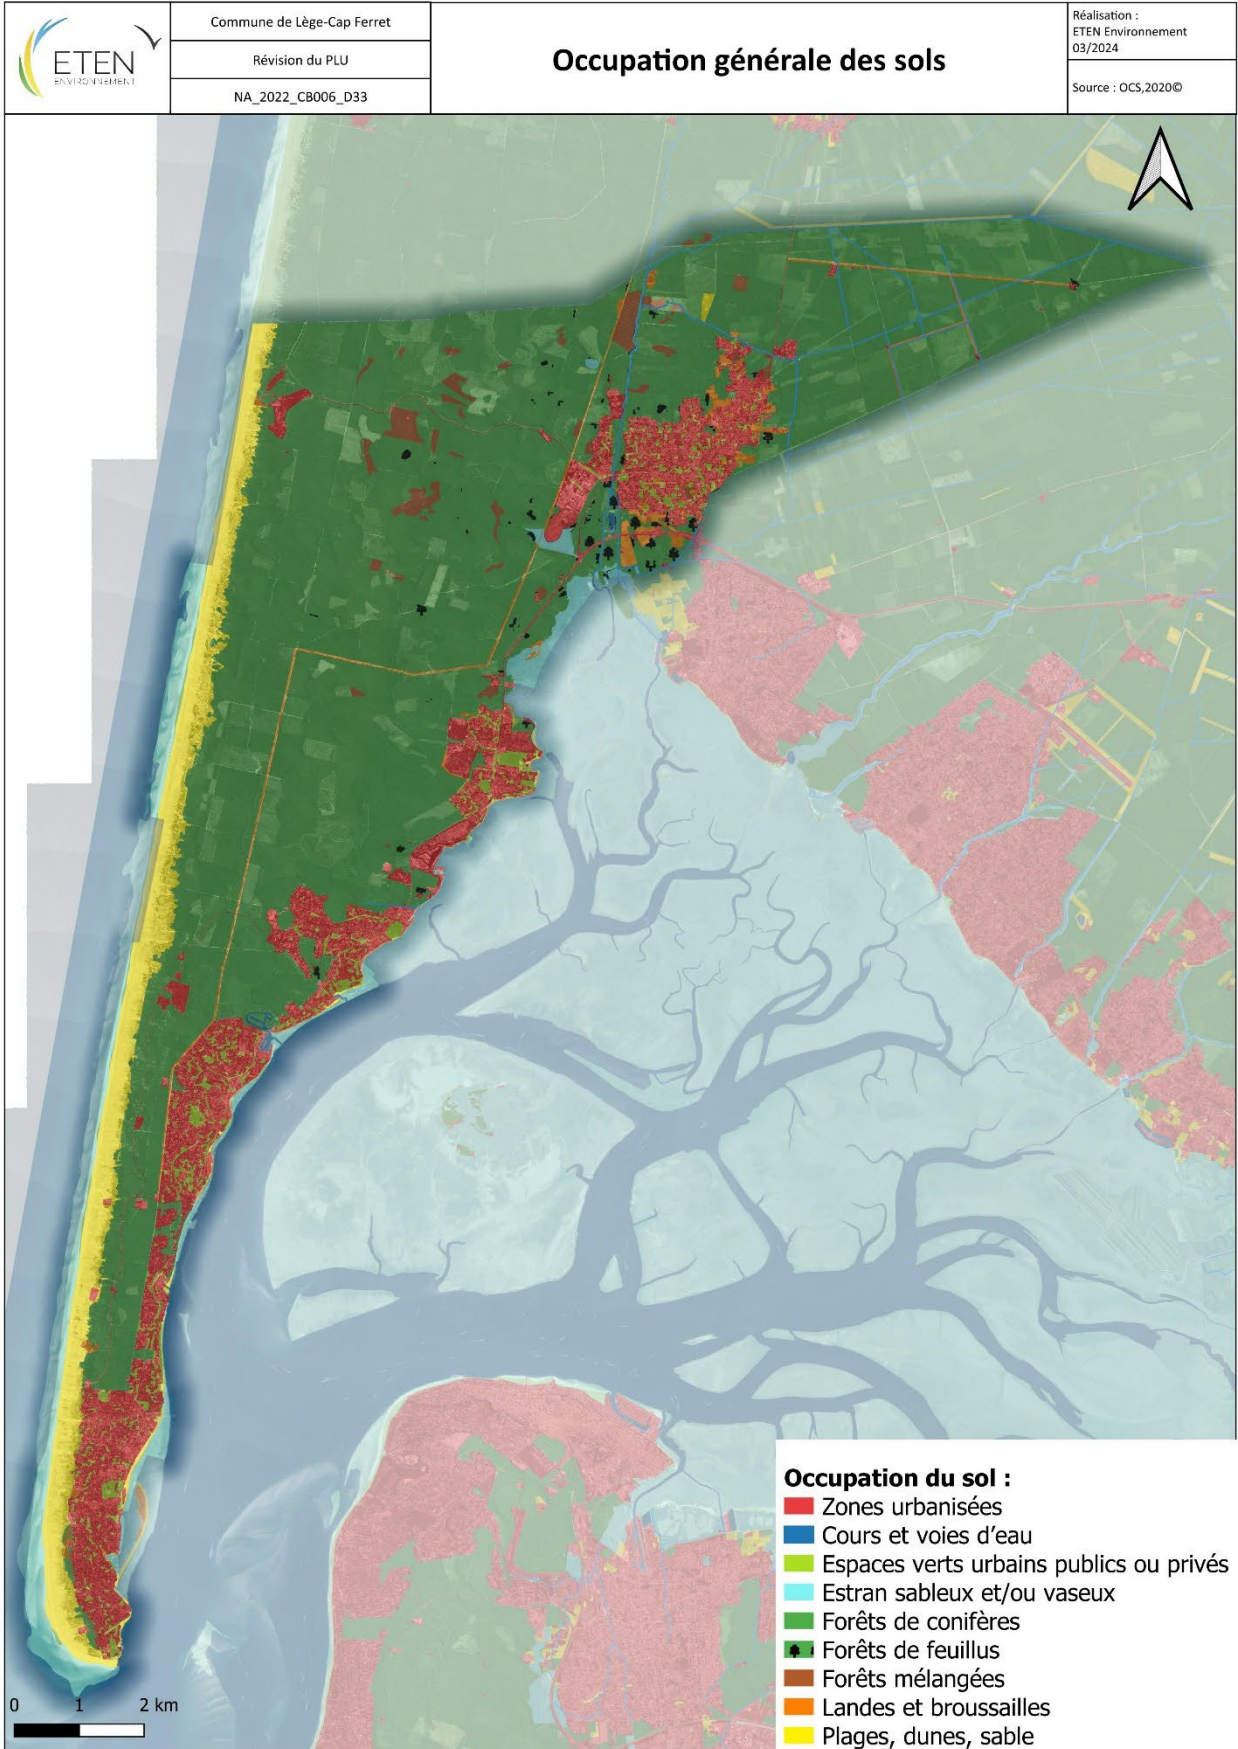 ETEN
ENVIRONNEMENT
Commune de Lège-Cap Ferret
Révision du PLU
NA_2022_CB006_D33
Occupation générale des sols
Réalisation :
ETEN Environnement
03/2024
Source : OCS,2020©
Occupation du sol :
Zones urbanisées
Cours et voies d'eau
Espaces verts urbains publics ou privés
Estran sableux et/ou vaseux
Forêts de conifères
Forêts de feuillus
Forêts mélangées
Landes et broussailles
Plages, dunes, sable
0 1 2 km